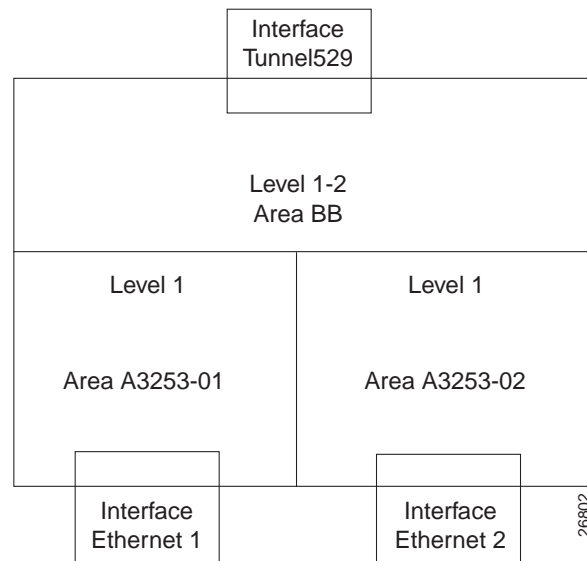 Interface
Tunnel529
Level 1-2
Area BB
Level 1
Level 1
Area A3253-01
Area A3253-02
Interface
Ethernet 1
Interface
Ethernet 2
26802